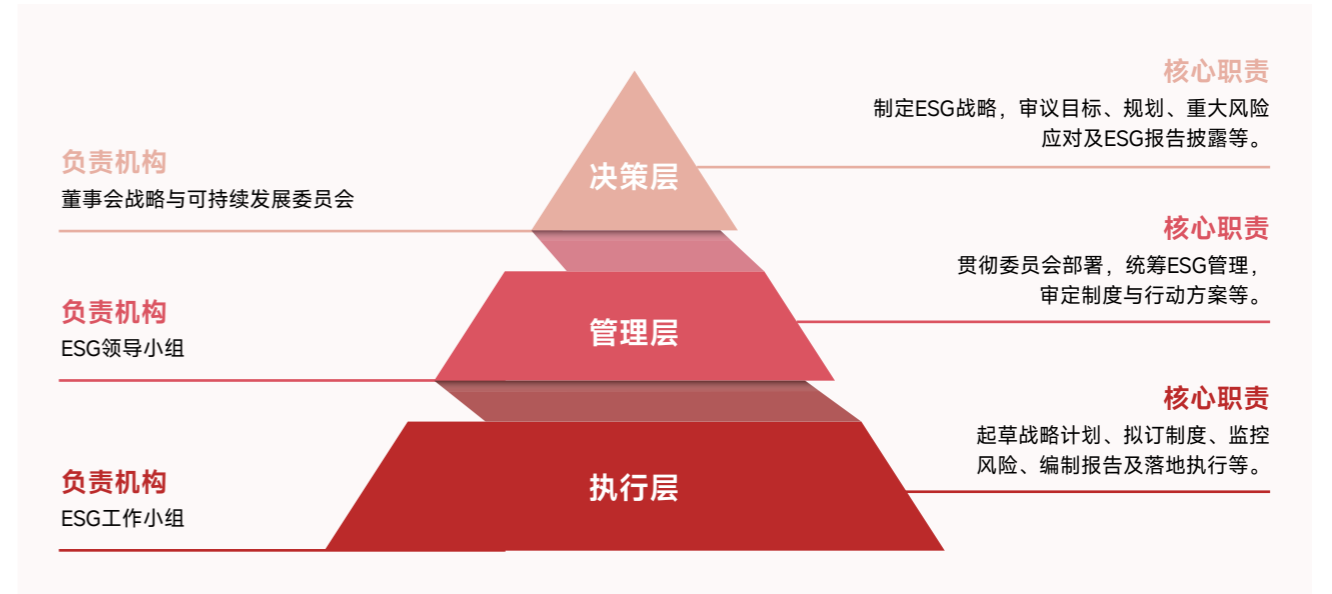 核心职责
制定ESG战略，审议目标、规划、重大风险
应对及ESG报告披露等。
负责机构
董事会战略与可持续发展委员会
决策层
核心职责
贯彻委员会部署，统筹ESG管理，
审定制度与行动方案等。
负责机构
ESG领导小组
管理层
核心职责
起草战略计划、拟订制度、监控
风险、编制报告及落地执行等。
负责机构
ESG工作小组
执行层